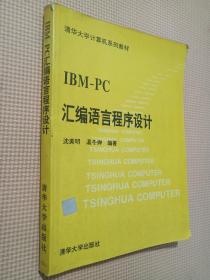 清华大学计算机系列教材
IBM-PC
汇编语言程序设计
沈美明 温冬婵 编著
TSINGHUA COMPUTER
TSINGHUA COMPUTER
TSINGHUA COMPUTER
TSINGHUA COMPUTER
清华大学出版社
IBM-PC汇编语言程序设计
清华大学出版社